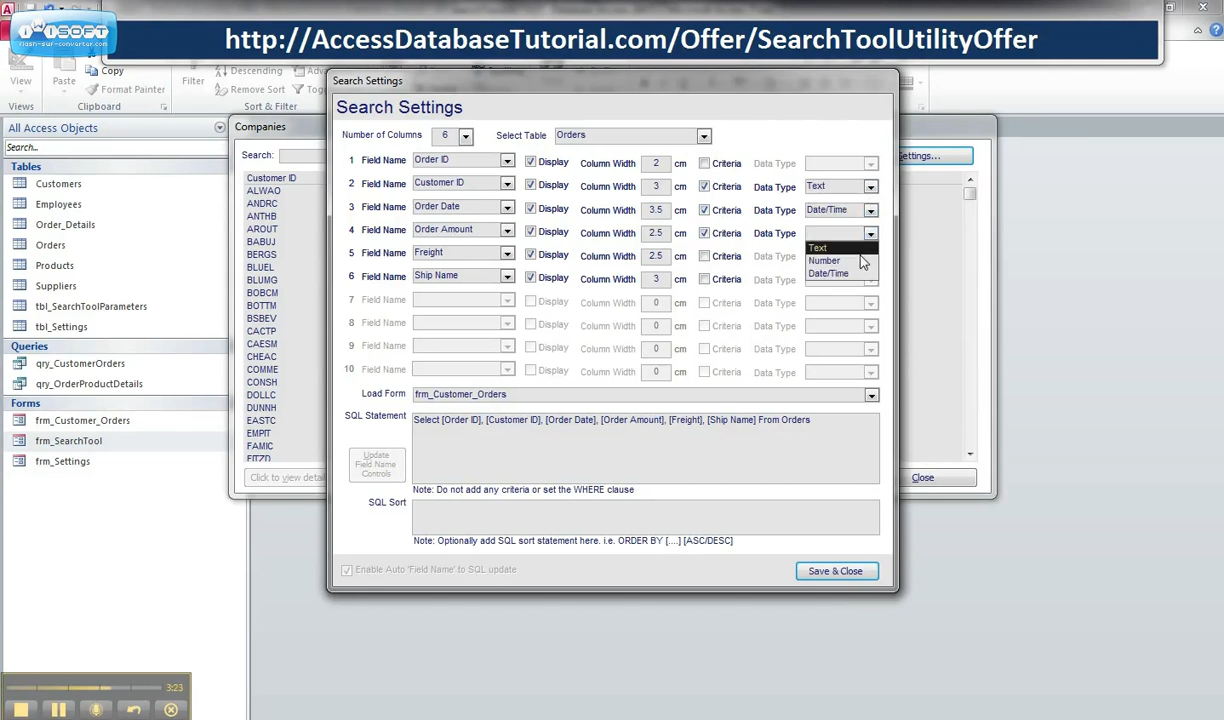 http://AccessDatabaseTutorial.com/Offer/SearchToolUtilityOffer
iWiSOFT
flash-swf-converter.com
View
Paste
Copy
Format Painter
Filter
Descending
Remove Sort
Views
Clipboard
Sort & Filter
All Access Objects
Search...
Tables
Customers
Employees
Order_Details
Orders
Products
Suppliers
tbl_SearchToolParameters
tbl_Settings
Queries
qry_CustomerOrders
qry_OrderProductDetails
Forms
frm_Customer_Orders
frm_SearchTool
frm_Settings
Companies
Search:
Settings...
Customer ID
ALWAO
ANDRC
ANTHB
AROUT
BABUJ
BERGS
BLUEL
BLUMG
BOBCM
BOTTM
BSBEV
CACTP
CAESM
CHEAC
COMME
CONSH
DOLLC
DUNNH
EASTC
EMPIT
FAMIC
FITZD
Click to view detai
Close
Search Settings
Search Settings
Number of Columns 6 Select Table Orders
1 Field Name Order ID Display Column Width 2 cm Criteria Data Type
2 Field Name Customer ID Display Column Width 3 cm Criteria Data Type Text
3 Field Name Order Date Display Column Width 3.5 cm Criteria Data Type Date/Time
4 Field Name Order Amount Display Column Width 2.5 cm Criteria Data Type
Text
Number
Date/Time
5 Field Name Freight Display Column Width 2.5 cm Criteria Data Type
6 Field Name Ship Name Display Column Width 3 cm Criteria Data Type
7 Field Name Display Column Width 0 cm Criteria Data Type
8 Field Name Display Column Width 0 cm Criteria Data Type
9 Field Name Display Column Width 0 cm Criteria Data Type
10 Field Name Display Column Width 0 cm Criteria Data Type
Load Form frm_Customer_Orders
SQL Statement Select [Order ID], [Customer ID], [Order Date], [Order Amount], [Freight], [Ship Name] From Orders
Update
Field Name
Controls
Note: Do not add any criteria or set the WHERE clause
SQL Sort
Note: Optionally add SQL sort statement here. i.e. ORDER BY [....] [ASC/DESC]
Enable Auto 'Field Name' to SQL update
Save & Close
3:23